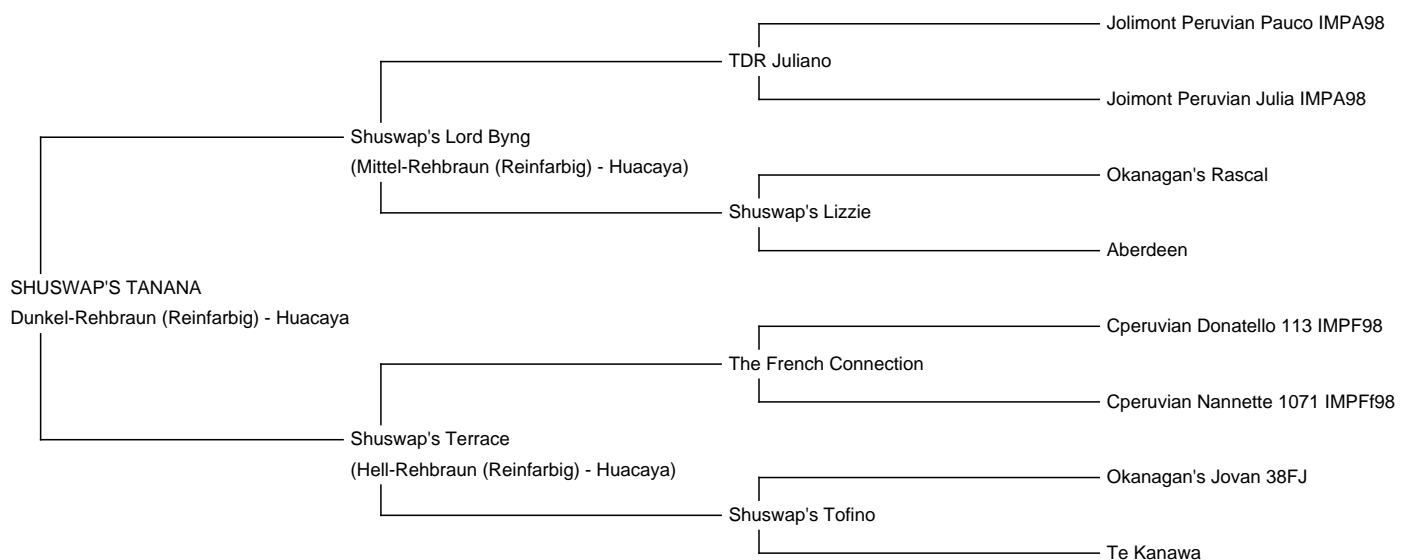 Jolimont Peruvian Pauco IMPA98
TDR Juliano
Joimont Peruvian Julia IMPA98
Shuswap's Lord Byng
(Mittel-Rehbraun (Reinfarbig) - Huacaya)
Okanagan's Rascal
Shuswap's Lizzie
Aberdeen
SHUSWAP'S TANANA
Dunkel-Rehbraun (Reinfarbig) - Huacaya
Cperuvian Donatello 113 IMPF98
The French Connection
Cperuvian Nannette 1071 IMPFf98
Shuswap's Terrace
(Hell-Rehbraun (Reinfarbig) - Huacaya)
Okanagan's Jovan 38FJ
Shuswap's Tofino
Te Kanawa